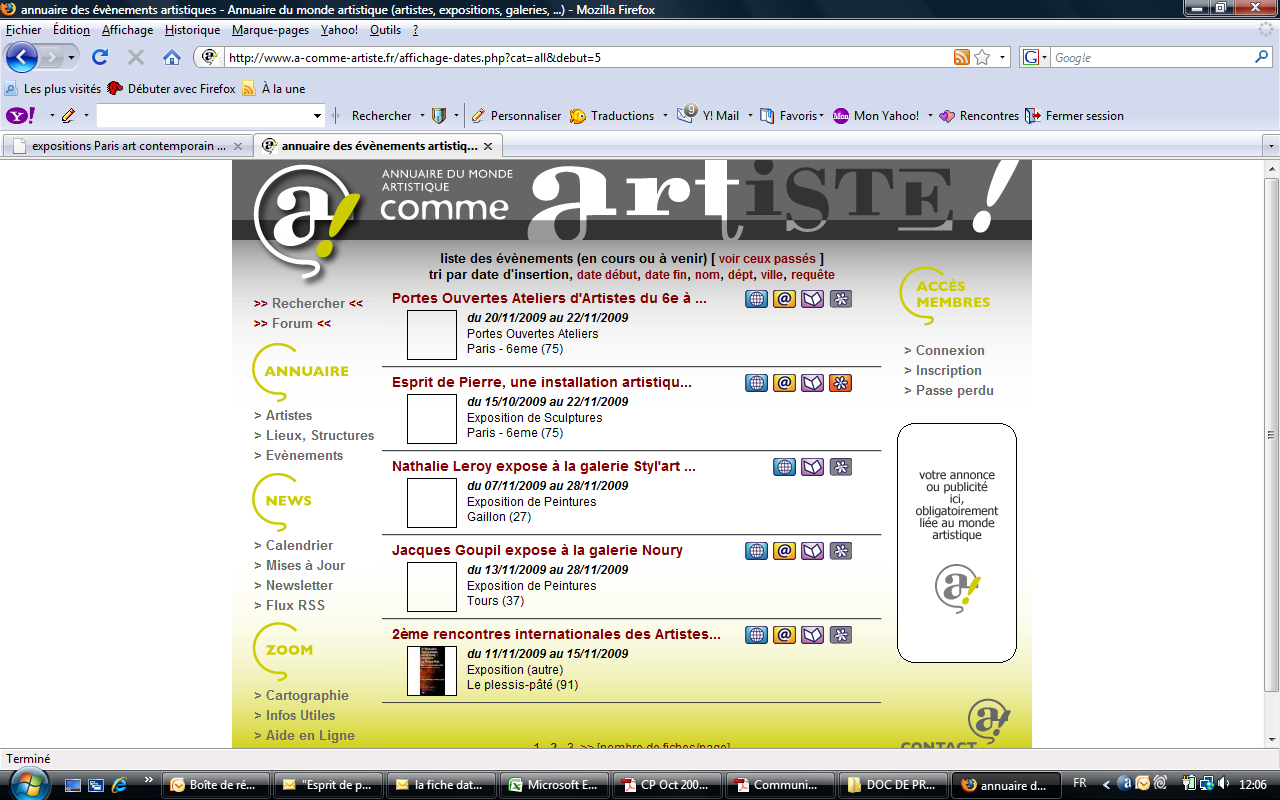 annuaire des évènements artistiques - Annuaire du monde artistique (artistes, expositions, galeries, ...) - Mozilla Firefox
Fichier Édition Affichage Historique Marque-pages Yahoo! Outils ?
http://www.a-comme-artiste.fr/affichage-dates.php?cat=all&debut=5
G Google
Les plus visités Débuter avec Firefox À la une
Y! Rechercher Personnaliser Traductions 9 Y! Mail Favoris Mon Mon Yahoo! Rencontres Fermer session
expositions Paris art contemporain ... annuaire des évènements artistiq...
a!
ANNUAIRE DU MONDE
ARTISTIQUE
comme artiSTE!
liste des évènements (en cours ou à venir) [ voir ceux passés ]
tri par date d'insertion, date début, date fin, nom, dépt, ville, requête
>> Rechercher <<
>> Forum <<
ANNUAIRE
> Artistes
> Lieux, Structures
> Evènements
NEWS
> Calendrier
> Mises à Jour
> Newsletter
> Flux RSS
ZOOM
> Cartographie
> Infos Utiles
> Aide en Ligne
Portes Ouvertes Ateliers d'Artistes du 6e à ...
du 20/11/2009 au 22/11/2009
Portes Ouvertes Ateliers
Paris - 6eme (75)
Esprit de Pierre, une installation artistiqu...
du 15/10/2009 au 22/11/2009
Exposition de Sculptures
Paris - 6eme (75)
Nathalie Leroy expose à la galerie Styl'art ...
du 07/11/2009 au 28/11/2009
Exposition de Peintures
Gaillon (27)
Jacques Goupil expose à la galerie Noury
du 13/11/2009 au 28/11/2009
Exposition de Peintures
Tours (37)
2ème rencontres internationales des Artistes...
du 11/11/2009 au 15/11/2009
Exposition (autre)
Le plessis-pâté (91)
1 2 3 >> [nombre de fiches/page]
ACCÈS
MEMBRES
> Connexion
> Inscription
> Passe perdu
votre annonce
ou publicité
ici,
obligatoirement
liée au monde
artistique
a!
a!
CONTACT
Terminé
Boîte de ré... "Esprit de p... la fiche dat... Microsoft E... CP Oct 200... Communi... DOC DE PR... annuaire d... FR 12:06